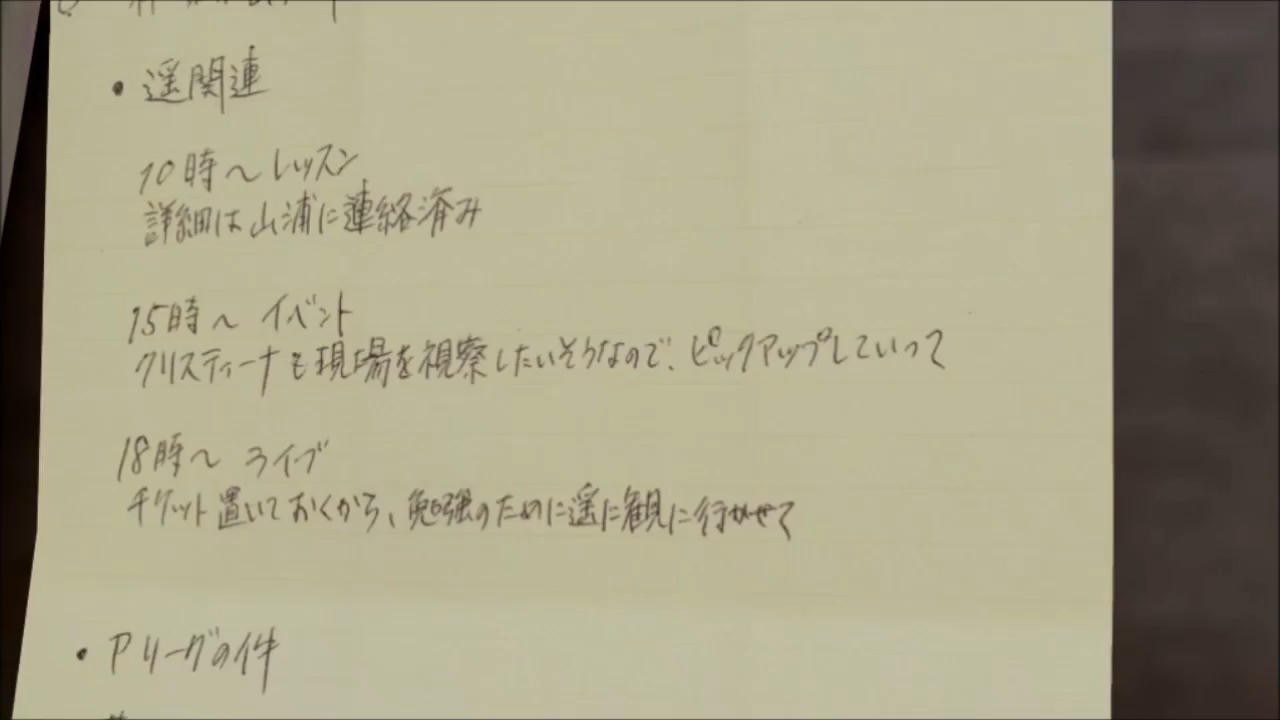 ・遥関連
10時～レッスン
詳細は山浦に連絡済み
15時～ イベント
クリスティーナも現場を視察したいそうなので、ピックアップしていって
18時～ ライブ
チケット置いておくから、勉強のために遥に観に行かせて
・Pリーグの件